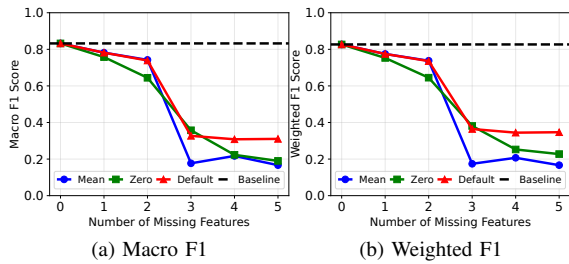 1.0
0.8
0.6
0.4
0.2
0.0
Macro F1 Score
Mean Zero Default Baseline
0 1 2 3 4 5
Number of Missing Features
(a) Macro F1
1.0
0.8
0.6
0.4
0.2
0.0
Weighted F1 Score
Mean Zero Default Baseline
0 1 2 3 4 5
Number of Missing Features
(b) Weighted F1